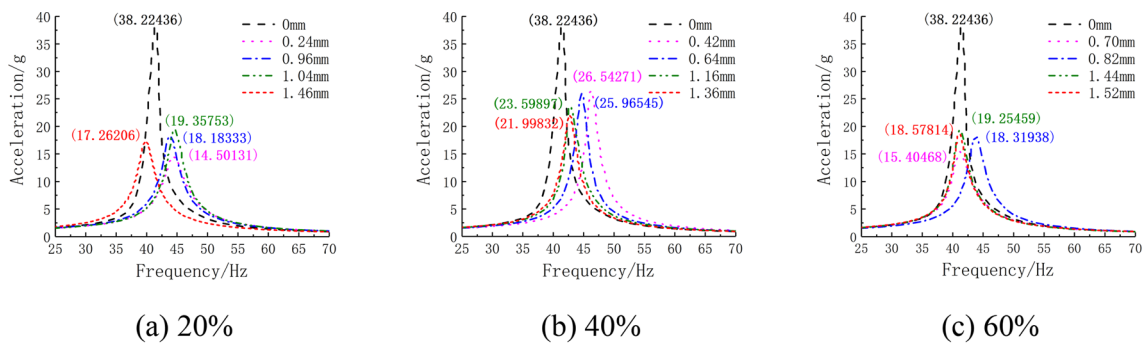 (38.22436)
0mm
0.24mm
0.96mm
1.04mm
1.46mm
(19.35753)
(17.26206)
(18.18333)
(14.50131)
40
35
30
25
20
15
10
5
0
Acceleration/g
25 30 35 40 45 50 55 60 65 70
Frequency/Hz
(a) 20%
(38.22436)
0mm
0.42mm
0.64mm
1.16mm
1.36mm
(26.54271)
(23.59897)
(25.96545)
(21.99832)
40
35
30
25
20
15
10
5
0
Acceleration/g
25 30 35 40 45 50 55 60 65 70
Frequency/Hz
(b) 40%
(38.22436)
0mm
0.70mm
0.82mm
1.44mm
1.52mm
(19.25459)
(18.57814)
(18.31938)
(15.40468)
40
35
30
25
20
15
10
5
0
Acceleration/g
25 30 35 40 45 50 55 60 65 70
Frequency/Hz
(c) 60%